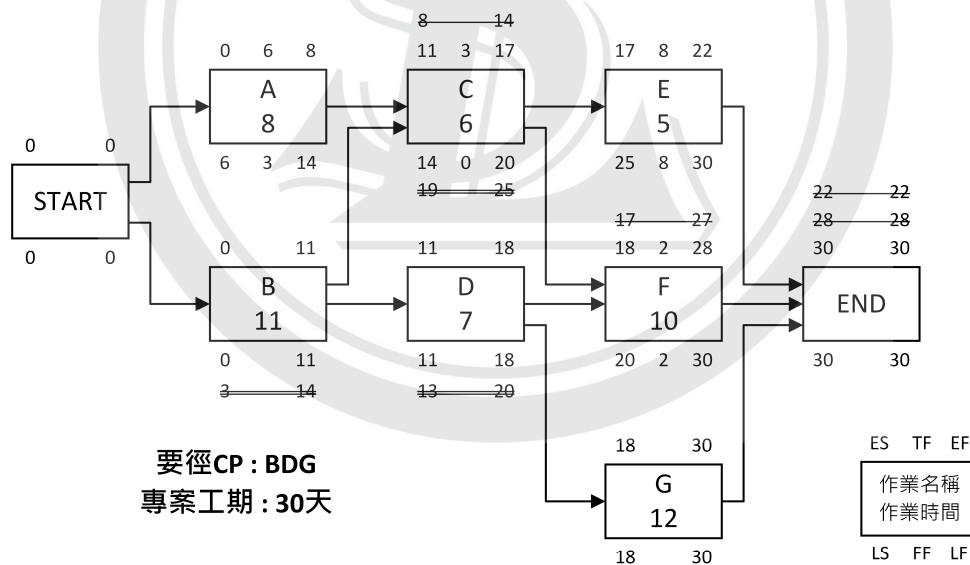 8 14
0 6 8 11 3 17 17 8 22
A C E
8 6 5
0 0
6 3 14 14 0 20 25 8 30
START 19 25 22 22
17 27 28 28
0 0 0 11 11 18 18 2 28 30 30
B D F END
11 7 10
0 11 11 18 20 2 30 30 30
3 14 13 20
18 30 ES TF EF
要徑CP : BDG
專案工期 : 30天
G 作業名稱
12 作業時間
18 30 LS FF LF